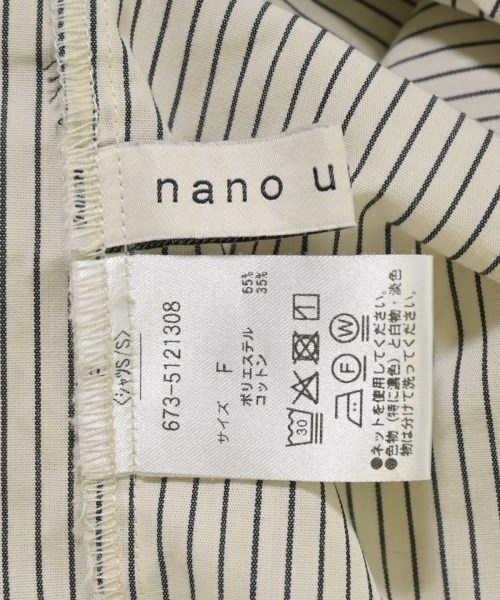 nano u
〈シャツS/S〉
673-5121308
サイズ F
ポリエステル 65%
コットン 35%
30
F
W
●ネットを使用してください。
●色物(特に濃色)と白物・淡色
物は分けて洗ってください。